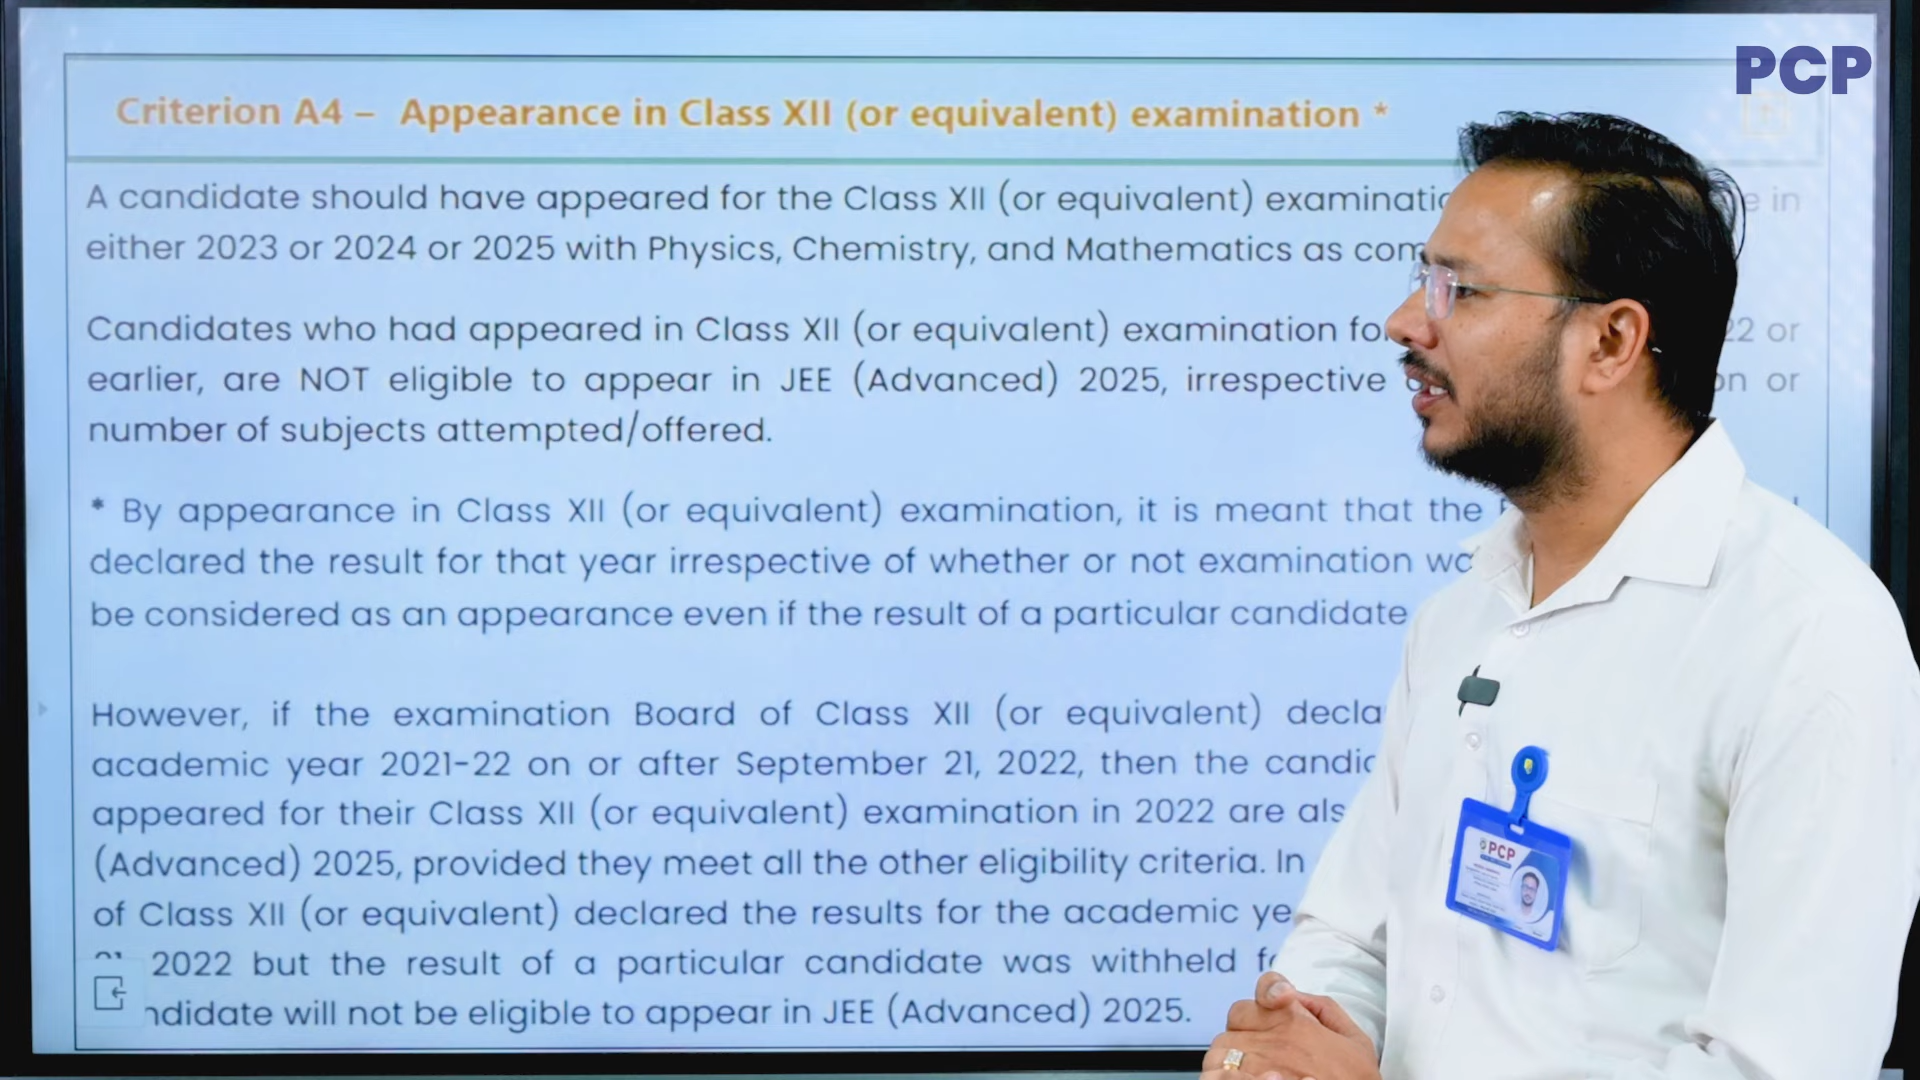 PCP
Criterion A4 – Appearance in Class XII (or equivalent) examination *
A candidate should have appeared for the Class XII (or equivalent) in
either 2023 or 2024 or 2025 with Physics, Chemistry, and Mathematics as
Candidates who had appeared in Class XII (or equivalent) examination or
earlier, are NOT eligible to appear in JEE (Advanced) 2025, irrespective or
number of subjects attempted/offered.
* By appearance in Class XII (or equivalent) examination, it is meant that the
declared the result for that year irrespective of whether or not examination
be considered as an appearance even if the result of a particular candidate
However, if the examination Board of Class XII (or equivalent)
academic year 2021-22 on or after September 21, 2022, then the
appeared for their Class XII (or equivalent) examination in 2022 are
(Advanced) 2025, provided they meet all the other eligibility criteria. In
of Class XII (or equivalent) declared the results for the academic
2022 but the result of a particular candidate was withheld
will not be eligible to appear in JEE (Advanced) 2025.
PCP